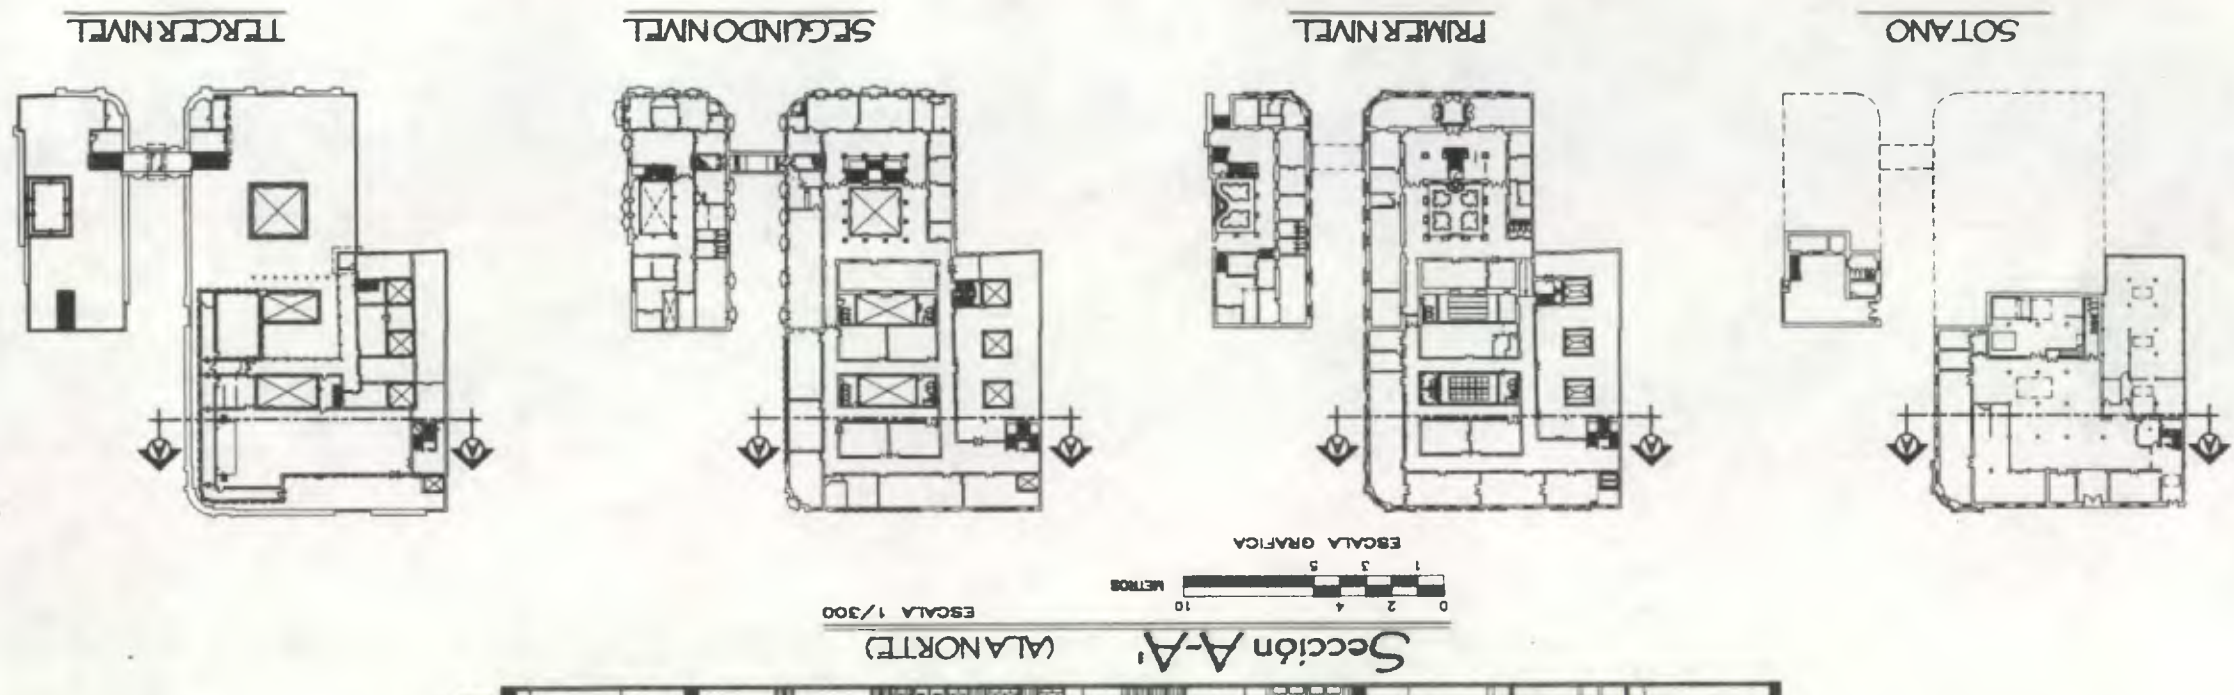 Sección A-A' (ALA NORTE)
ESCALA 1/300
0 2 4 10
METROS
1 3 5
ESCALA GRAFICA
A A A A A A A A
SOTANO
PRIMER NIVEL
SEGUNDO NIVEL
TERCER NIVEL